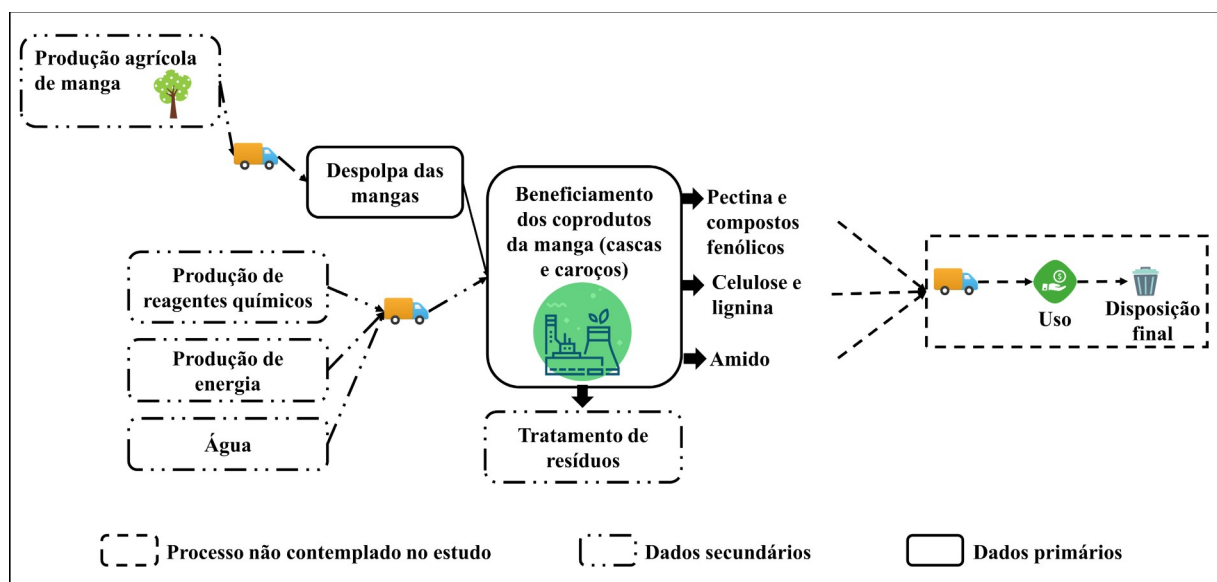 Produção agrícola
de manga
Despolpa das
mangas
Beneficiamento
dos coprodutos
da manga (cascas
e caroços)
Pectina e
compostos
fenólicos
Celulose e
lignina
Amido
Produção de
reagentes químicos
Produção de
energia
Água
Tratamento de
resíduos
$
Uso
Disposição
final
Processo não contemplado no estudo
Dados secundários
Dados primários